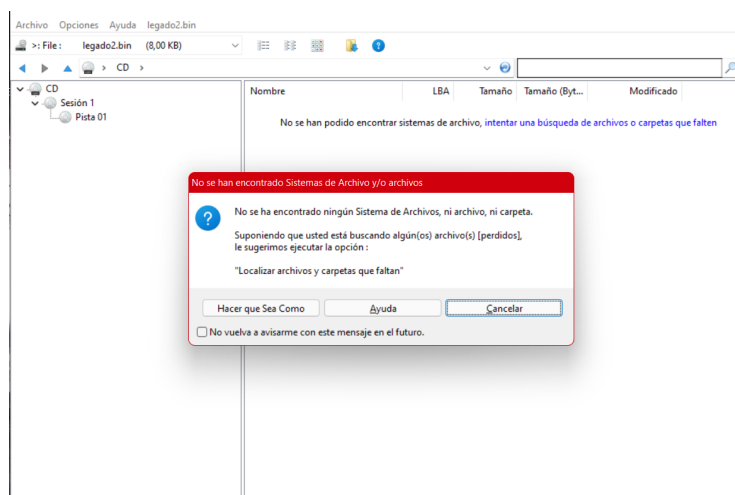 Archivo Opciones Ayuda legado2.bin
>: File : legado2.bin (8,00 KB)
> CD >
CD
Sesión 1
Pista 01
Nombre LBA Tamaño Tamaño (Byt... Modificado
No se han podido encontrar sistemas de archivo, intentar una búsqueda de archivos o carpetas que falten
No se han encontrado Sistemas de Archivo y/o archivos
No se ha encontrado ningún Sistema de Archivos, ni archivo, ni carpeta.
Suponiendo que usted está buscando algún(os) archivo(s) [perdidos],
le sugerimos ejecutar la opción :
"Localizar archivos y carpetas que faltan"
Hacer que Sea Como Ayuda Cancelar
No vuelva a avisarme con este mensaje en el futuro.